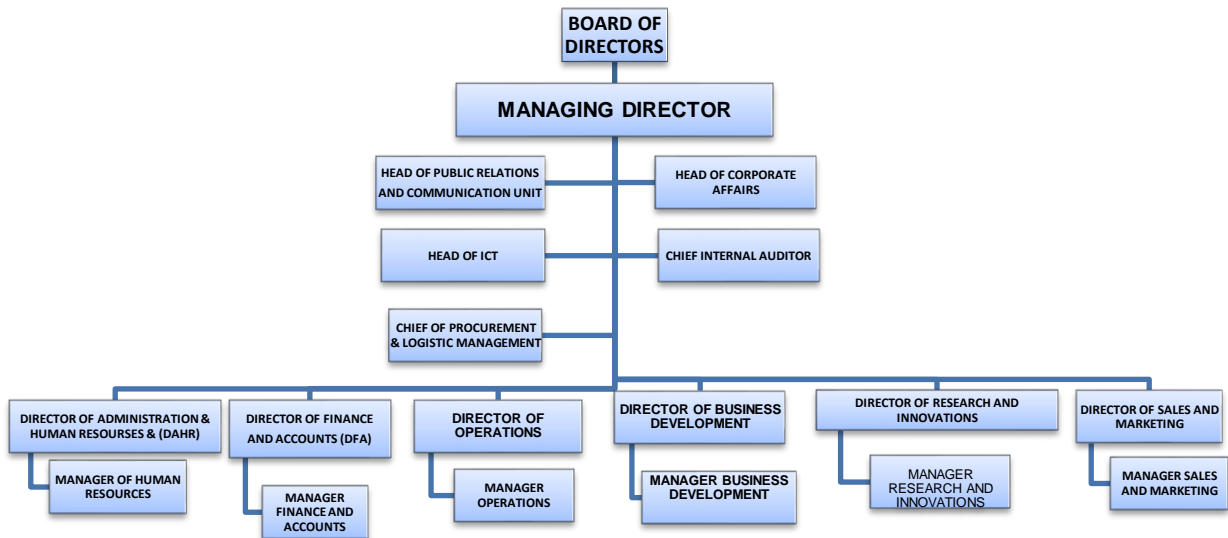 BOARD OF
DIRECTORS
MANAGING DIRECTOR
HEAD OF PUBLIC RELATIONS
AND COMMUNICATION UNIT
HEAD OF CORPORATE
AFFAIRS
HEAD OF ICT
CHIEF INTERNAL AUDITOR
CHIEF OF PROCUREMENT
& LOGISTIC MANAGEMENT
DIRECTOR OF ADMINISTRATION &
HUMAN RESOURSES & (DAHR)
DIRECTOR OF FINANCE
AND ACCOUNTS (DFA)
DIRECTOR OF
OPERATIONS
DIRECTOR OF BUSINESS
DEVELOPMENT
DIRECTOR OF RESEARCH AND
INNOVATIONS
DIRECTOR OF SALES AND
MARKETING
MANAGER OF HUMAN
RESOURCES
MANAGER
FINANCE AND
ACCOUNTS
MANAGER
OPERATIONS
MANAGER BUSINESS
DEVELOPMENT
MANAGER
RESEARCH AND
INNOVATIONS
MANAGER SALES
AND MARKETING